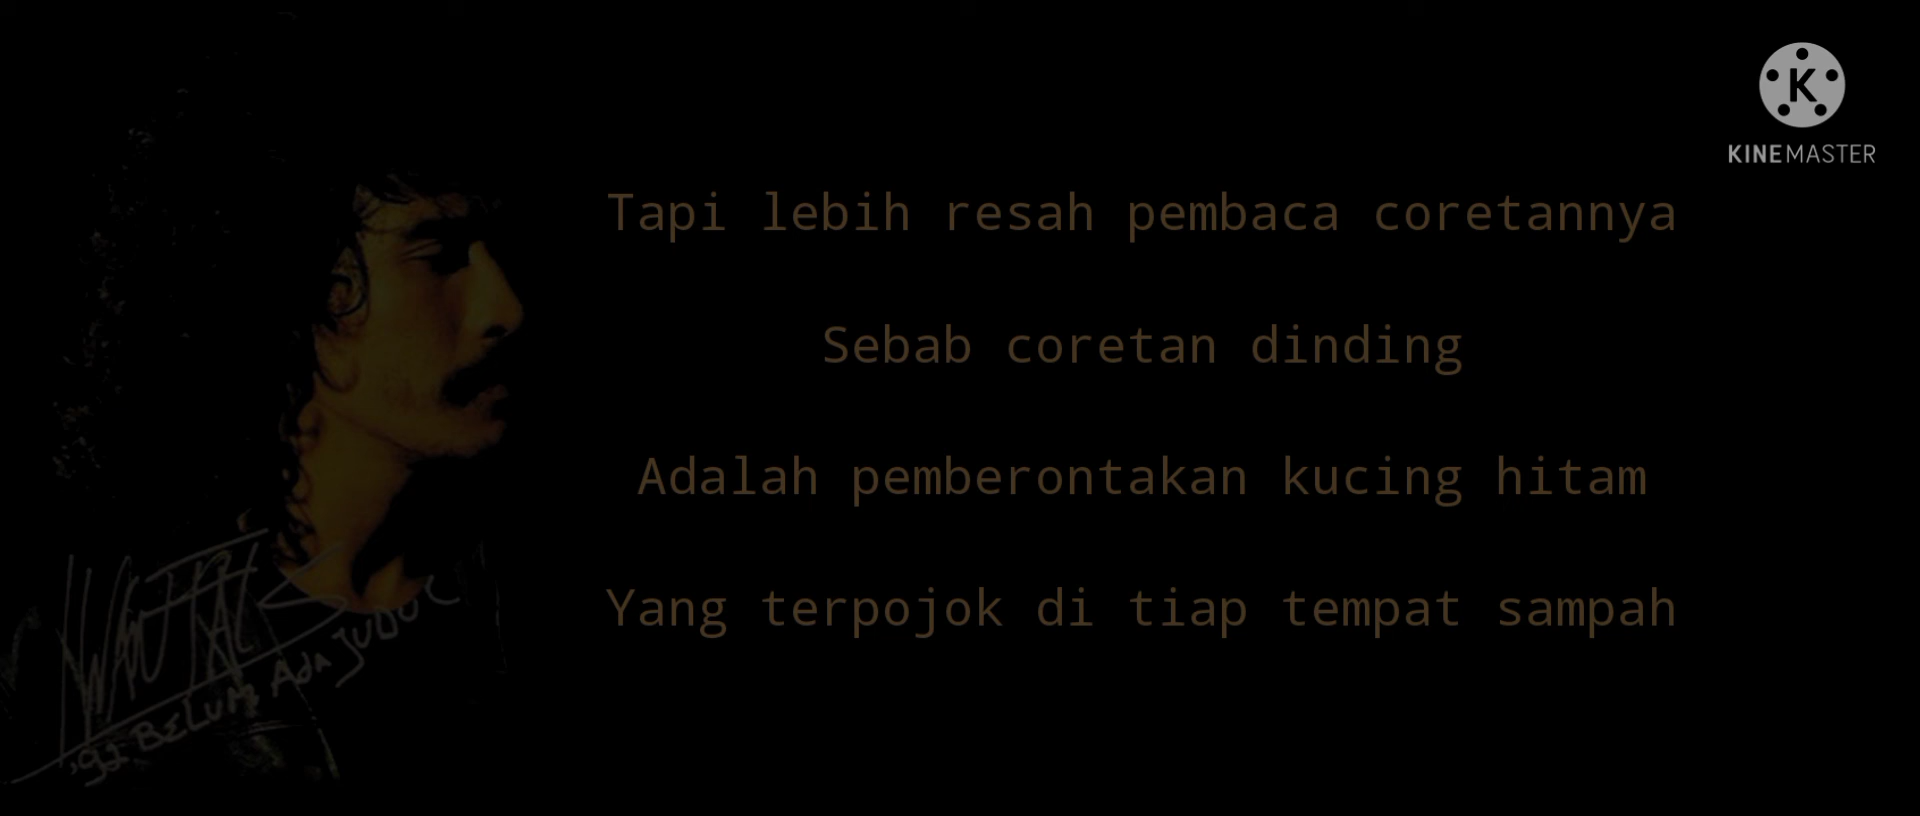 KINEMASTER
Tapi lebih resah pembaca coretannya
Sebab coretan dinding
Adalah pemberontakan kucing hitam
Yang terpojok di tiap tempat sampah
'92 BELUM ADA JUDUL